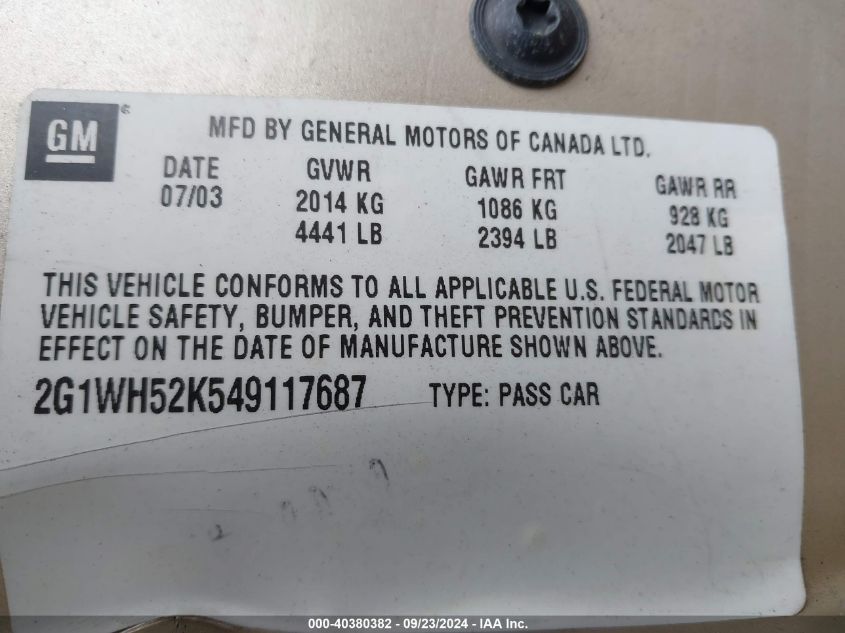 GM
MFD BY GENERAL MOTORS OF CANADA LTD.
DATE GVWR GAWR FRT GAWR RR
07/03 2014 KG 1086 KG 928 KG
4441 LB 2394 LB 2047 LB
THIS VEHICLE CONFORMS TO ALL APPLICABLE U.S. FEDERAL MOTOR
VEHICLE SAFETY, BUMPER, AND THEFT PREVENTION STANDARDS IN
EFFECT ON THE DATE OF MANUFACTURE SHOWN ABOVE.
2G1WH52K549117687 TYPE: PASS CAR
000-40380382 - 09/23/2024 - IAA Inc.